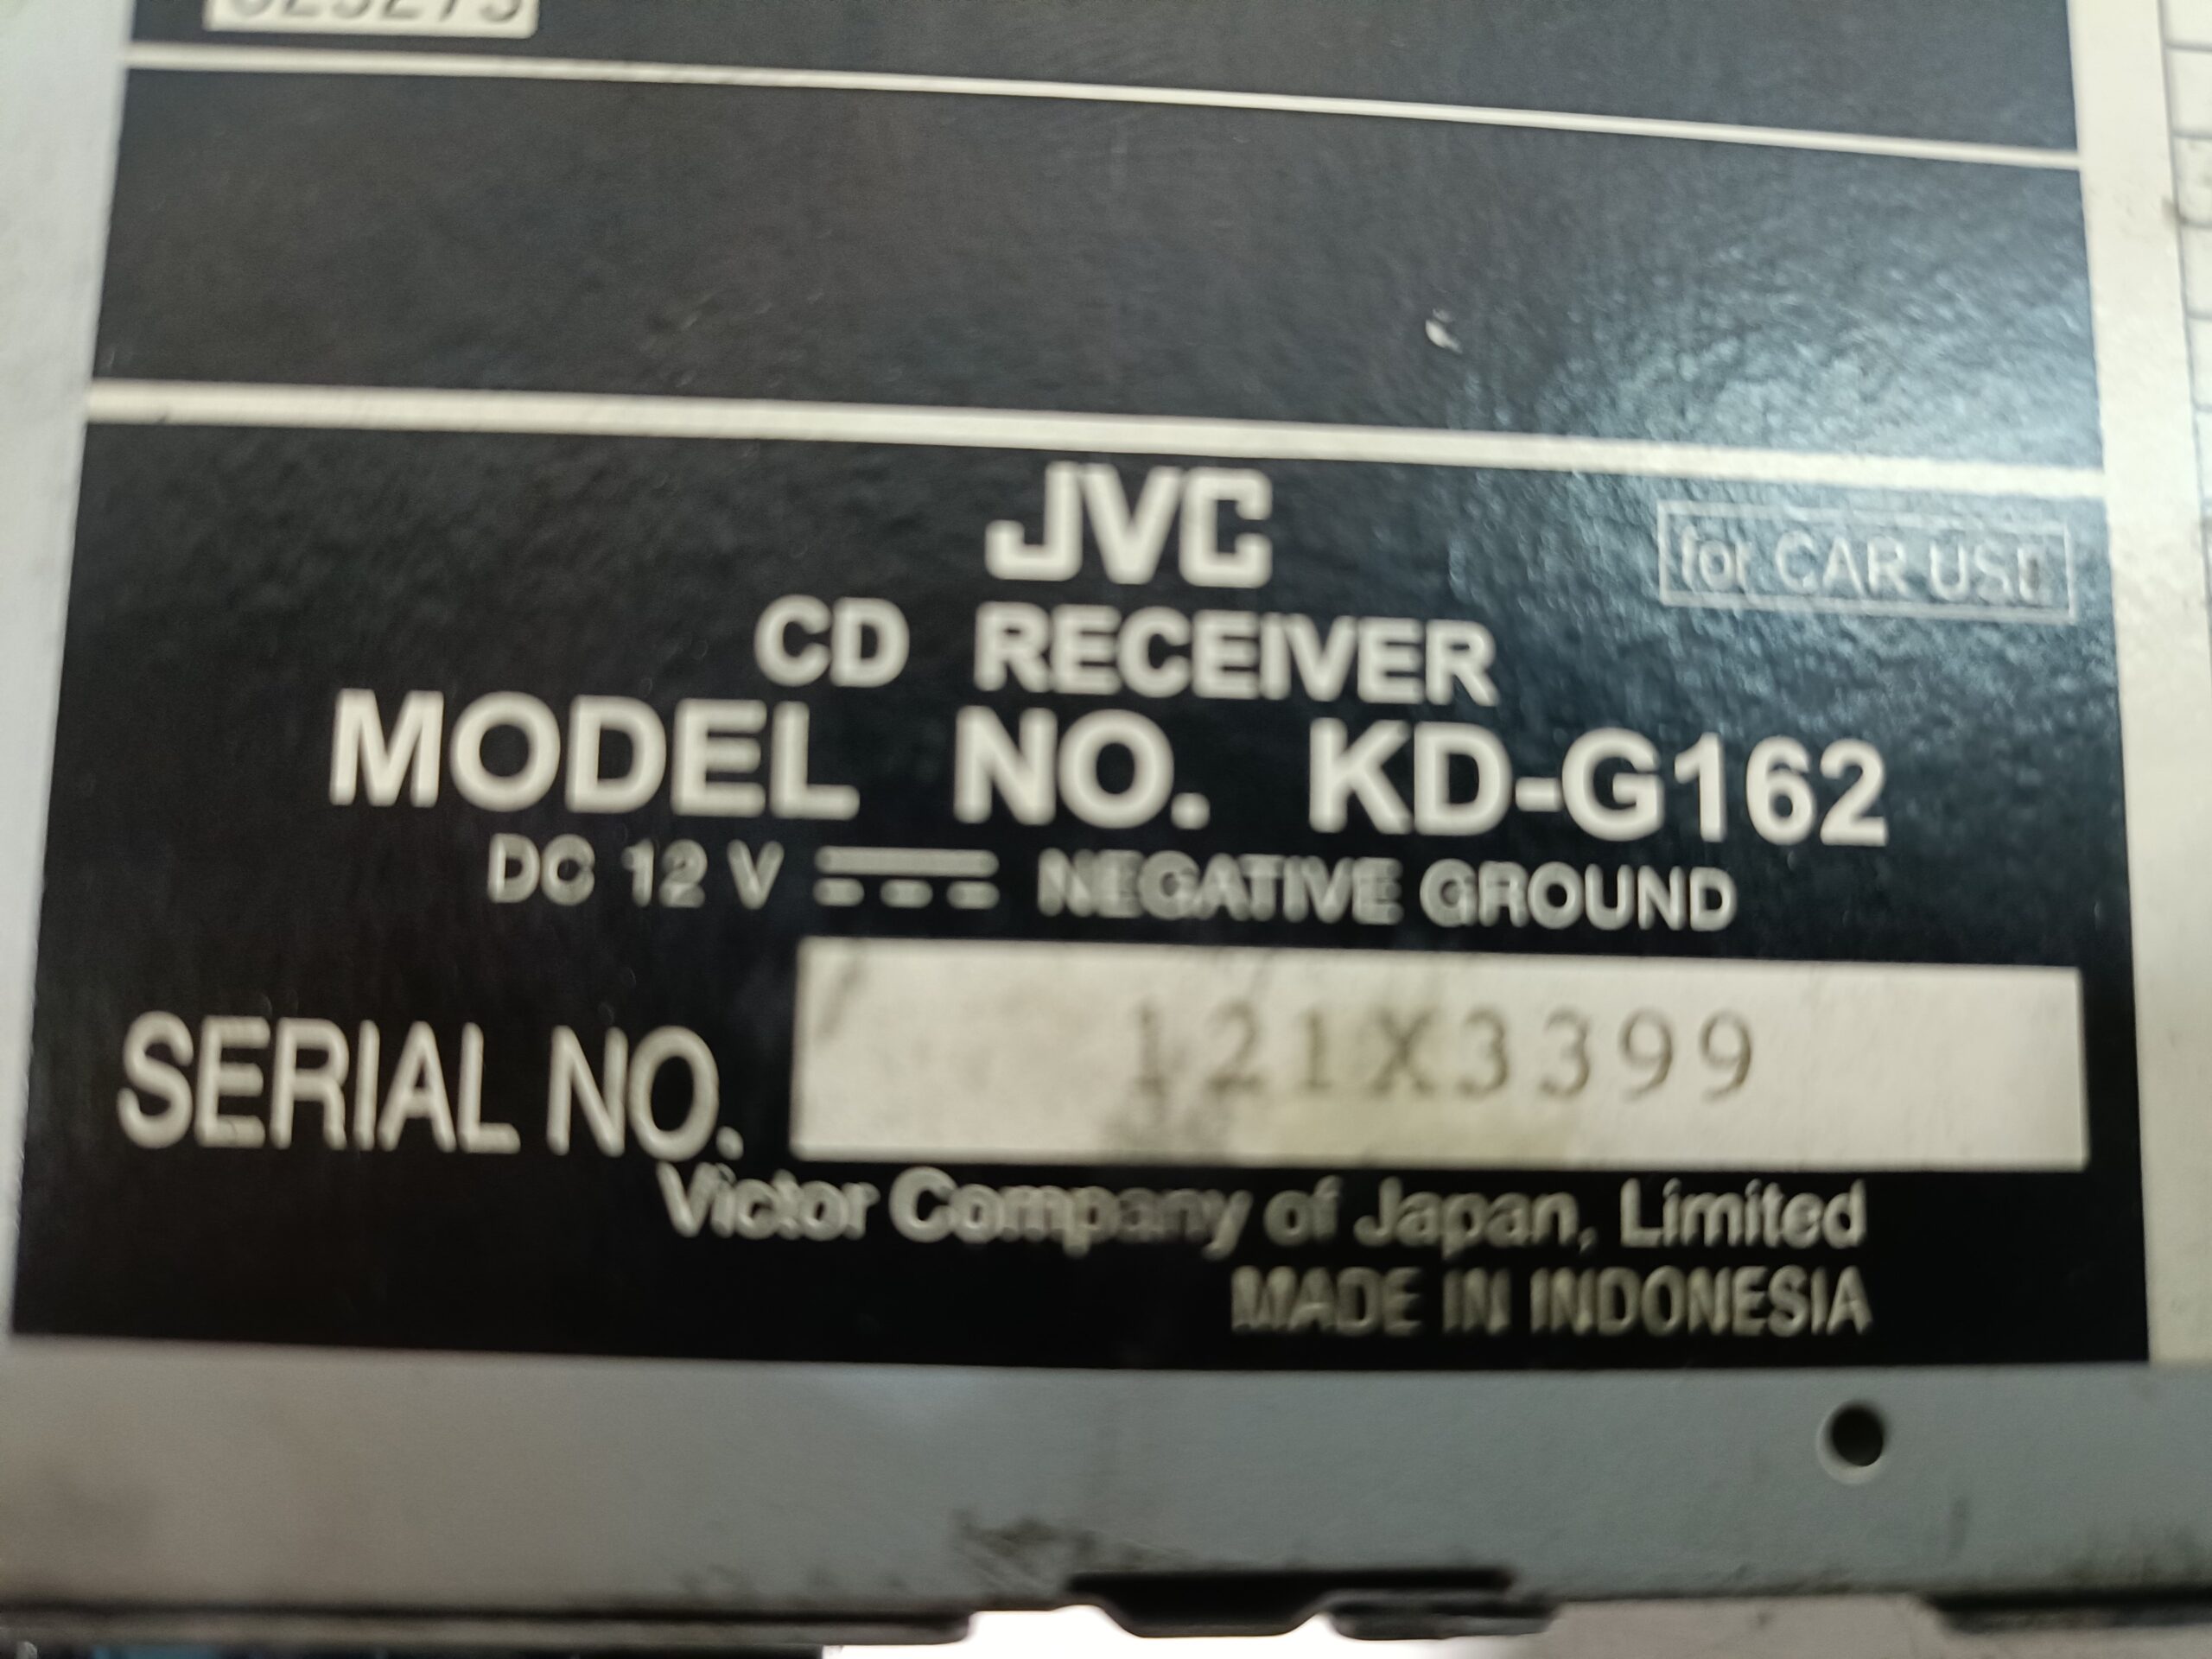 JVC
for CAR USE
CD RECEIVER
MODEL NO. KD-G162
DC 12 V ⎓ NEGATIVE GROUND
SERIAL NO. 121X3399
Victor Company of Japan, Limited
MADE IN INDONESIA